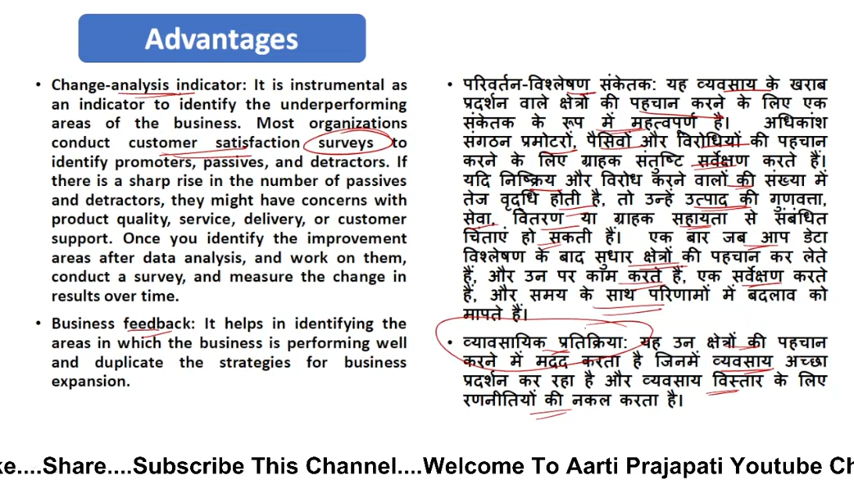 Advantages
• Change-analysis indicator: It is instrumental as
an indicator to identify the underperforming
areas of the business. Most organizations
conduct customer satisfaction surveys to
identify promoters, passives, and detractors. If
there is a sharp rise in the number of passives
and detractors, they might have concerns with
product quality, service, delivery, or customer
support. Once you identify the improvement
areas after data analysis, and work on them,
conduct a survey, and measure the change in
results over time.
• Business feedback: It helps in identifying the
areas in which the business is performing well
and duplicate the strategies for business
expansion.
• परिवर्तन-विश्लेषण संकेतक: यह व्यवसाय के खराब
प्रदर्शन वाले क्षेत्रों की पहचान करने के लिए एक
संकेतक के रूप में महत्वपूर्ण है। अधिकांश
संगठन प्रमोटरों, पैसिवों और विरोधियों की पहचान
करने के लिए ग्राहक संतुष्टि सर्वेक्षण करते हैं।
यदि निष्क्रिय और विरोध करने वालों की संख्या में
तेज वृद्धि होती है, तो उन्हें उत्पाद की गुणवत्ता,
सेवा, वितरण या ग्राहक सहायता से संबंधित
चिंताएं हो सकती हैं। एक बार जब आप डेटा
विश्लेषण के बाद सुधार क्षेत्रों की पहचान कर लेते
हैं, और उन पर काम करते हैं, एक सर्वेक्षण करते
हैं, और समय के साथ परिणामों में बदलाव को
मापते हैं।
• व्यावसायिक प्रतिक्रिया: यह उन क्षेत्रों की पहचान
करने में मदद करता है जिनमें व्यवसाय अच्छा
प्रदर्शन कर रहा है और व्यवसाय विस्तार के लिए
रणनीतियों की नकल करता है।
ke....Share....Subscribe This Channel....Welcome To Aarti Prajapati Youtube Ch